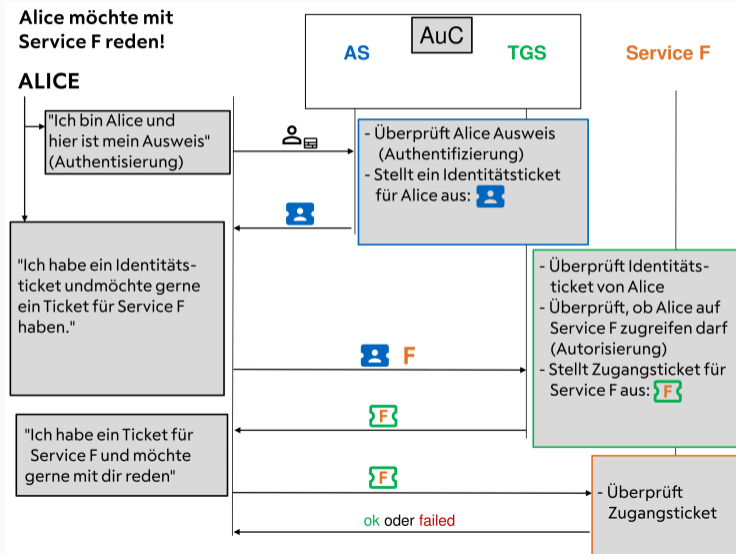 Alice möchte mit
Service F reden!
ALICE
AuC
AS
TGS
Service F
"Ich bin Alice und
hier ist mein Ausweis"
(Authentisierung)
- Überprüft Alice Ausweis
(Authentifizierung)
- Stellt ein Identitätsticket
für Alice aus:
"Ich habe ein Identitäts-
ticket undmöchte gerne
ein Ticket für Service F
haben."
F
- Überprüft Identitäts-
ticket von Alice
- Überprüft, ob Alice auf
Service F zugreifen darf
(Autorisierung)
- Stellt Zugangsticket für
Service F aus: F
F
"Ich habe ein Ticket für
Service F und möchte
gerne mit dir reden"
F
- Überprüft
Zugangsticket
ok oder failed